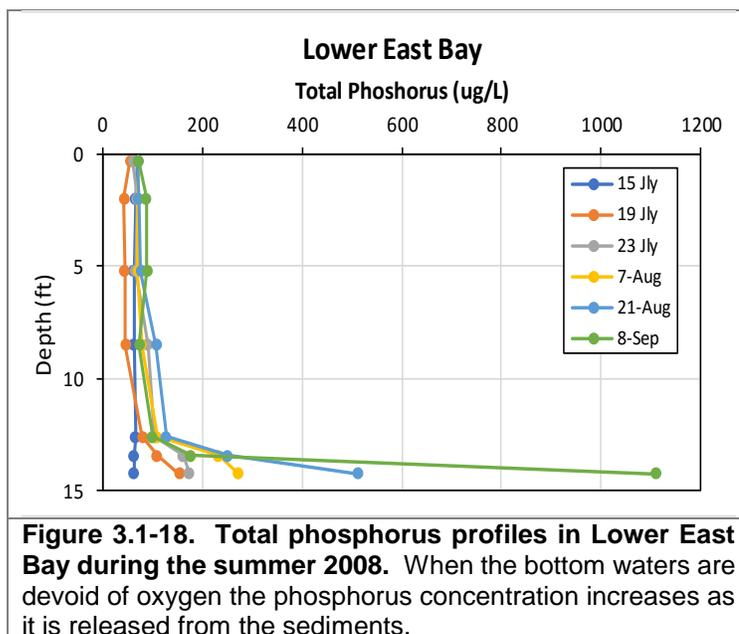 Lower East Bay
Total Phoshorus (ug/L)
0 200 400 600 800 1000 1200
0
5
10
15
Depth (ft)
15 Jly
19 Jly
23 Jly
7-Aug
21-Aug
8-Sep
Figure 3.1-18. Total phosphorus profiles in Lower East
Bay during the summer 2008. When the bottom waters are
devoid of oxygen the phosphorus concentration increases as
it is released from the sediments.